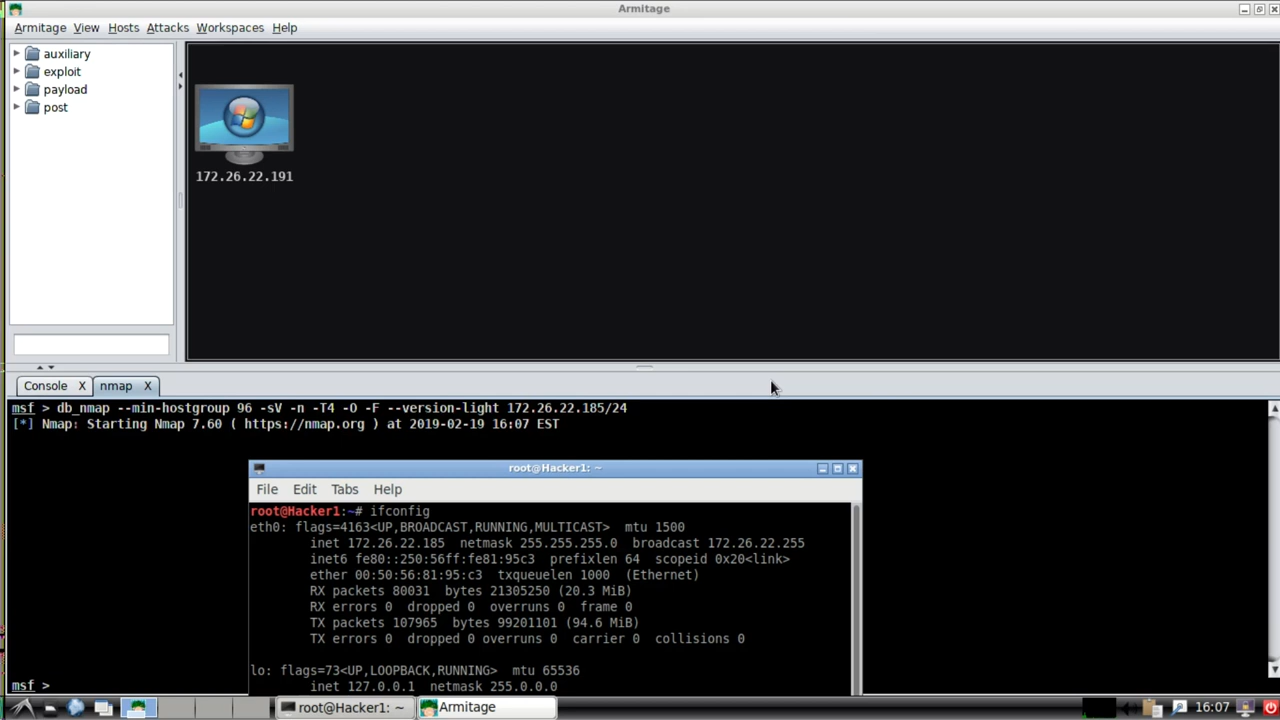 Armitage
Armitage View Hosts Attacks Workspaces Help
auxiliary
exploit
payload
post
172.26.22.191
Console X nmap X
msf > db_nmap --min-hostgroup 96 -sV -n -T4 -O -F --version-light 172.26.22.185/24
[*] Nmap: Starting Nmap 7.60 ( https://nmap.org ) at 2019-02-19 16:07 EST
root@Hacker1: ~
File Edit Tabs Help
root@Hacker1:~# ifconfig
eth0: flags=4163<UP,BROADCAST,RUNNING,MULTICAST> mtu 1500
inet 172.26.22.185 netmask 255.255.255.0 broadcast 172.26.22.255
inet6 fe80::250:56ff:fe81:95c3 prefixlen 64 scopeid 0x20<link>
ether 00:50:56:81:95:c3 txqueuelen 1000 (Ethernet)
RX packets 80031 bytes 21305250 (20.3 MiB)
RX errors 0 dropped 0 overruns 0 frame 0
TX packets 107965 bytes 99201101 (94.6 MiB)
TX errors 0 dropped 0 overruns 0 carrier 0 collisions 0
lo: flags=73<UP,LOOPBACK,RUNNING> mtu 65536
inet 127.0.0.1 netmask 255.0.0.0
msf >
root@Hacker1: ~ Armitage 16:07